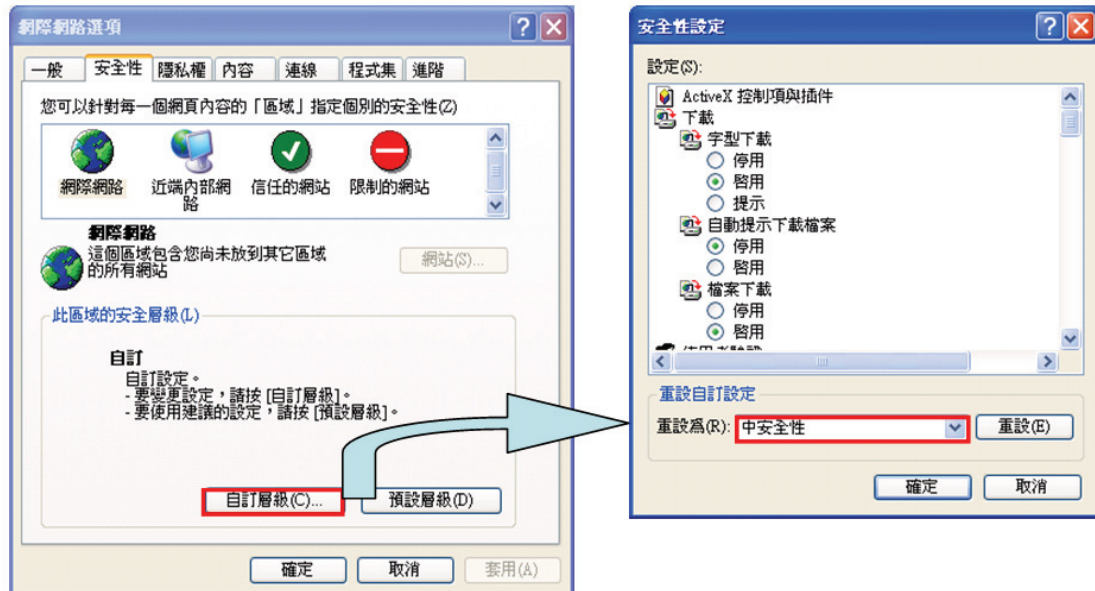 網際網路選項
一般 安全性 隱私權 內容 連線 程式集 進階
您可以針對每一個網頁內容的「區域」指定個別的安全性(Z)
網際網路 近端內部網路 信任的網站 限制的網站
網際網路
這個區域包含您尚未放到其它區域
的所有網站
網站(S)...
此區域的安全層級(L)
自訂
自訂設定。
- 要變更設定，請按 [自訂層級]。
- 要使用建議的設定，請按 [預設層級]。
自訂層級(C)... 預設層級(D)
確定 取消 套用(A)
安全性設定
設定(S):
ActiveX 控制項與插件
下載
字型下載
停用
啓用
提示
自動提示下載檔案
停用
啓用
檔案下載
停用
啓用
重設自訂設定
重設爲(R): 中安全性 重設(E)
確定 取消